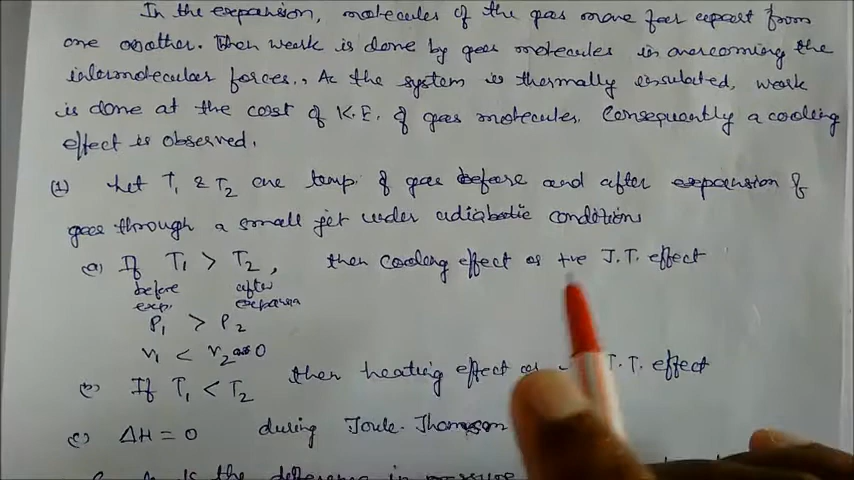 In the expansion, molecules of the gas move far apart from
one another. Then work is done by gas molecules in overcoming the
intermolecular forces. As the system is thermally insulated, work
is done at the cost of K.E. of gas molecules. Consequently a cooling
effect is observed.
(1) Let T₁ & T₂ are temp. of gas before and after expansion of
gas through a small jet under adiabatic conditions
(a) If T₁ > T₂, then cooling effect or +ve J.T. effect
before after
exp. expansion
P₁ > P₂
V₁ < V₂
(b) If T₁ < T₂ then heating effect J.T. effect
(c) ΔH = 0 during Joule-Thomson
is the difference in pressure